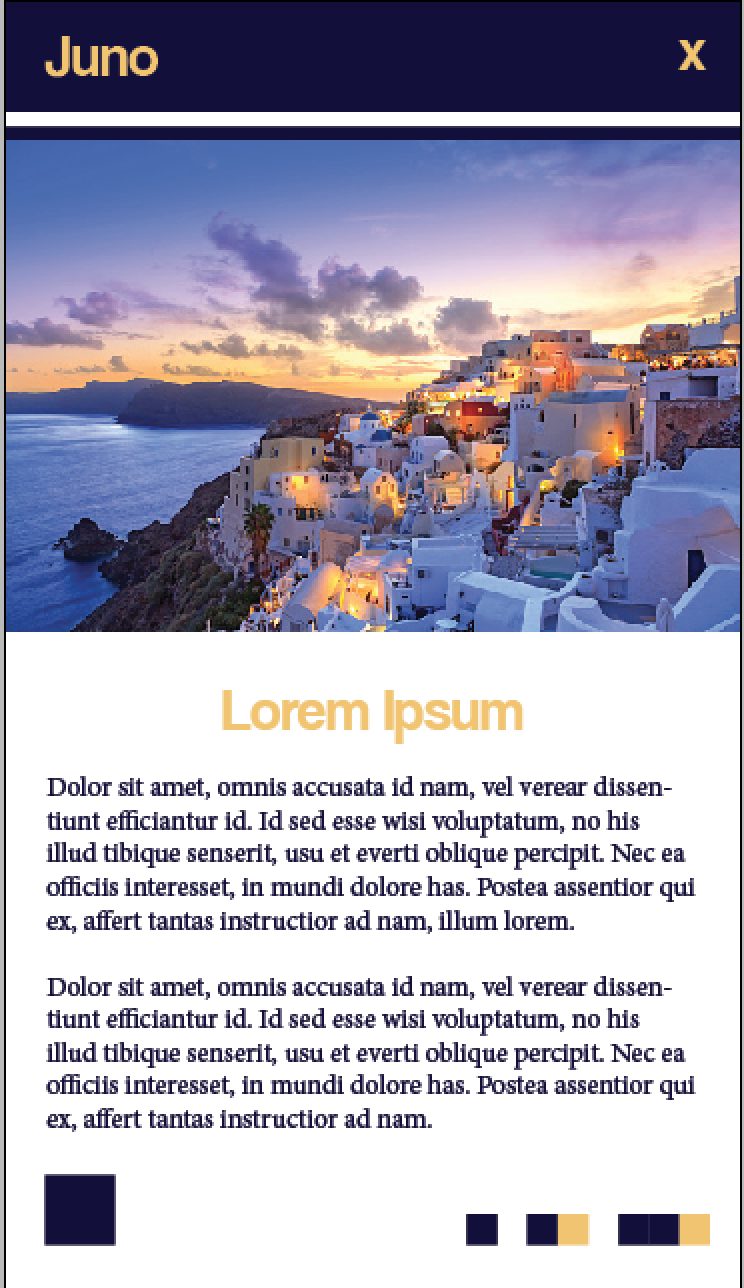 Juno
X
Lorem Ipsum
Dolor sit amet, omnis accusata id nam, vel verear dissen-
tiunt efficiantur id. Id sed esse wisi voluptatum, no his
illud tibique senserit, usu et everti oblique percipit. Nec ea
officiis interesset, in mundi dolore has. Postea assentior qui
ex, affert tantas instructior ad nam, illum lorem.
Dolor sit amet, omnis accusata id nam, vel verear dissen-
tiunt efficiantur id. Id sed esse wisi voluptatum, no his
illud tibique senserit, usu et everti oblique percipit. Nec ea
officiis interesset, in mundi dolore has. Postea assentior qui
ex, affert tantas instructior ad nam.